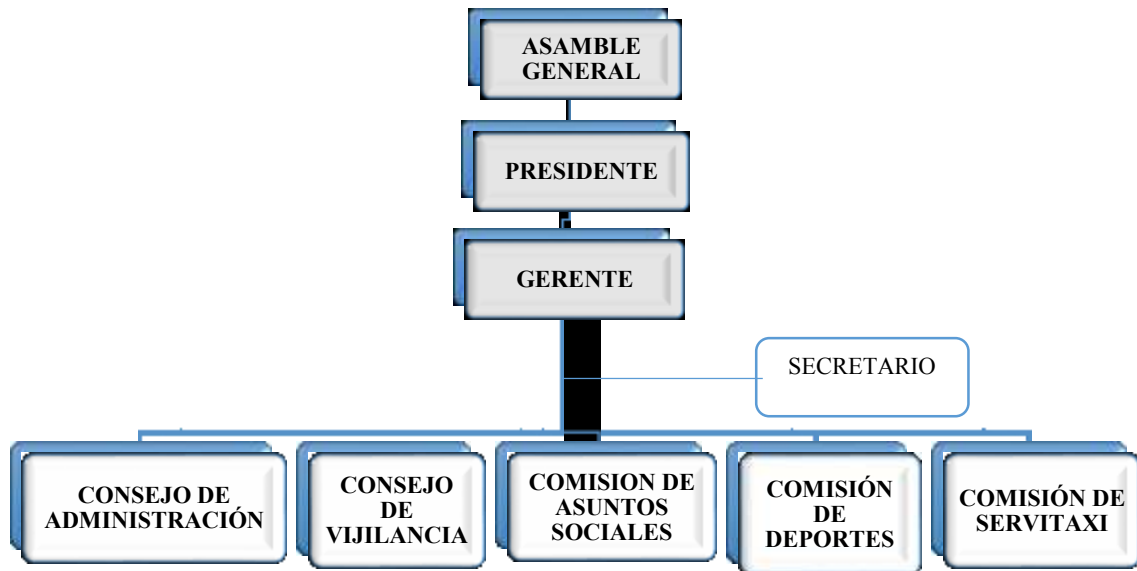 ASAMBLE
GENERAL
PRESIDENTE
GERENTE
SECRETARIO
CONSEJO DE
ADMINISTRACIÓN
CONSEJO
DE
VIJILANCIA
COMISION DE
ASUNTOS
SOCIALES
COMISIÓN
DE
DEPORTES
COMISIÓN DE
SERVITAXI